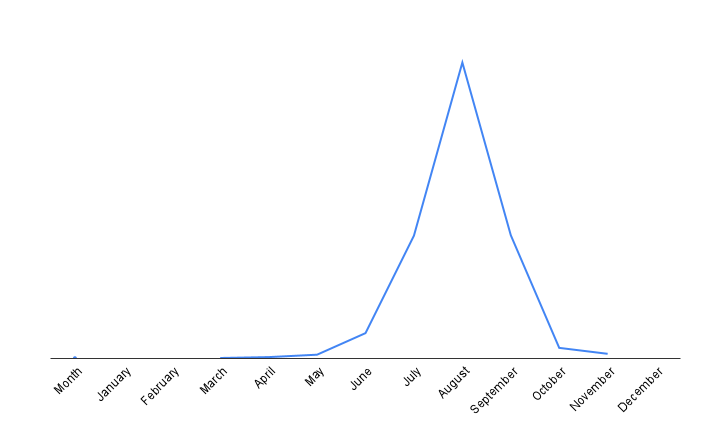 Month
January
February
March
April
May
June
July
August
September
October
November
December